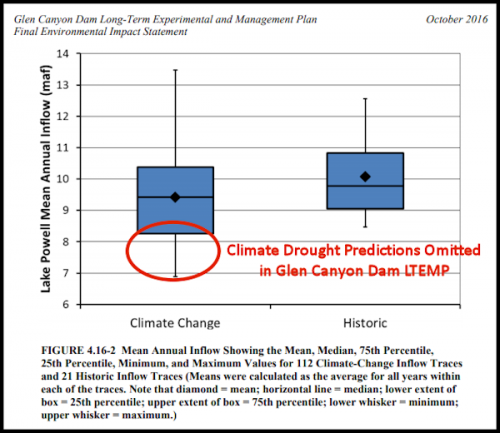 Glen Canyon Dam Long-Term Experimental and Management Plan October 2016
Final Environmental Impact Statement
Lake Powell Mean Annual Inflow (maf)
14
13
12
11
10
9
8
7
6
Climate Drought Predictions Omitted
in Glen Canyon Dam LTEMP
Climate Change Historic
FIGURE 4.16-2 Mean Annual Inflow Showing the Mean, Median, 75th Percentile,
25th Percentile, Minimum, and Maximum Values for 112 Climate-Change Inflow Traces
and 21 Historic Inflow Traces (Means were calculated as the average for all years within
each of the traces. Note that diamond = mean; horizontal line = median; lower extent of
box = 25th percentile; upper extent of box = 75th percentile; lower whisker = minimum;
upper whisker = maximum.)